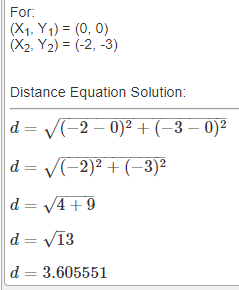 For:
(X₁, Y₁) = (0, 0)
(X₂, Y₂) = (-2, -3)
Distance Equation Solution:
d = √(−2 − 0)² + (−3 − 0)²
d = √(−2)² + (−3)²
d = √4 + 9
d = √13
d = 3.605551